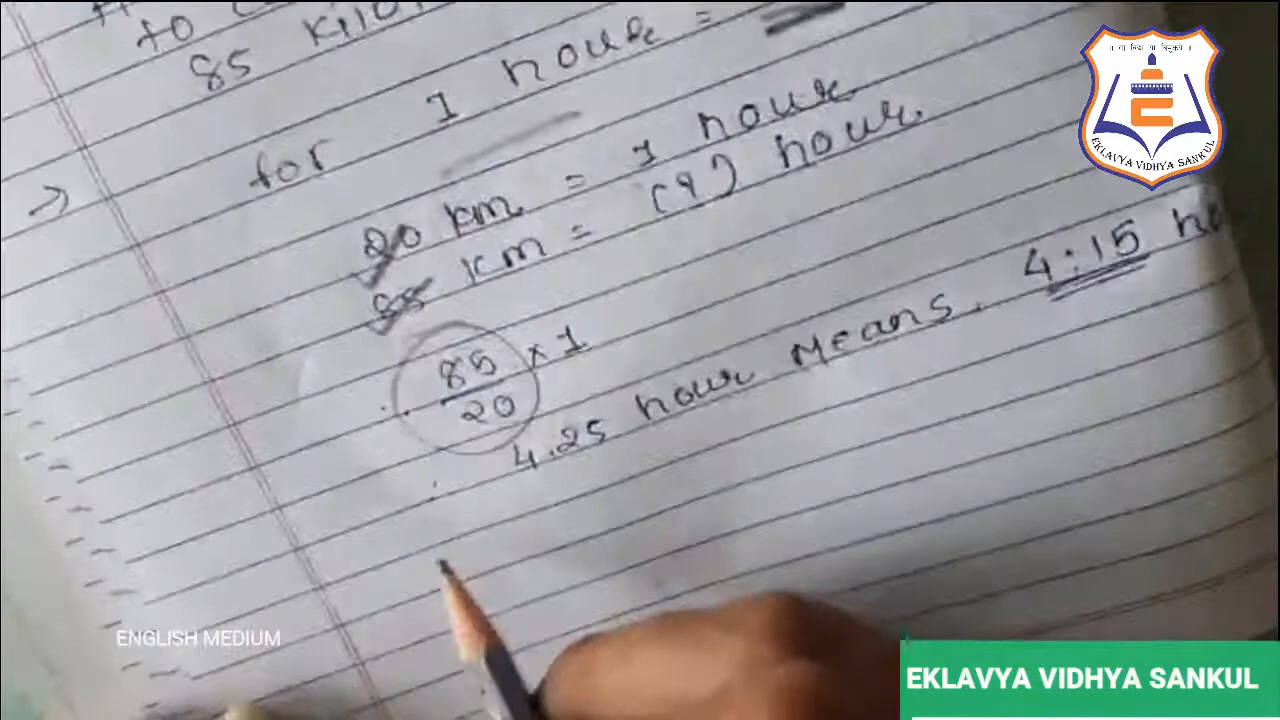 to
85 Kilo
→ for 1 hour =
20 km = 1 hour
85 km = (?) hour
85/20 x 1
4.25 hour Means. 4:15
EKLAVYA VIDHYA SANKUL
ENGLISH MEDIUM
EKLAVYA VIDHYA SANKUL